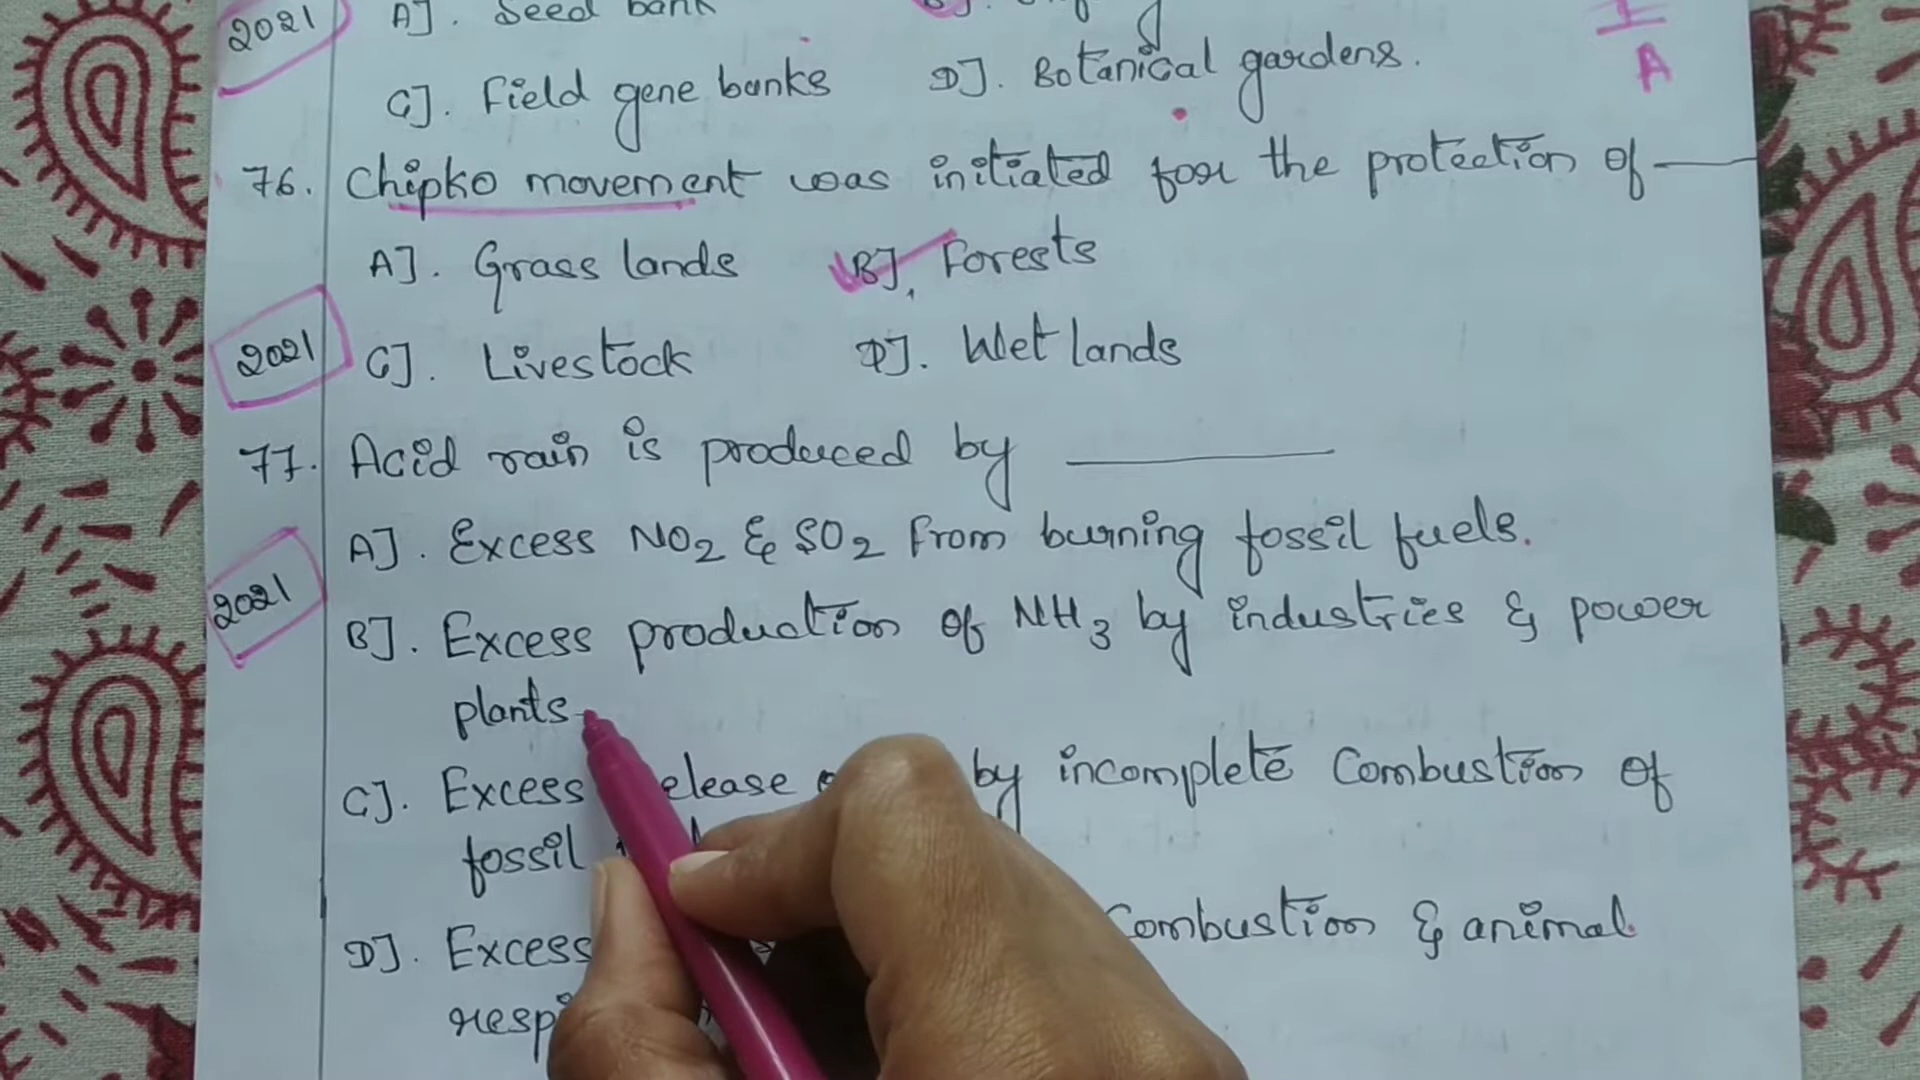 2021 A]. Seed bank
C]. Field gene banks D]. Botanical gardens.
I
A
76. Chipko movement was initiated for the protection of
A]. Grass lands B]. Forests
2021 C]. Livestock D]. Wet lands
77. Acid rain is produced by
A]. Excess NO2 & SO2 from burning fossil fuels.
2021
B]. Excess production of NH3 by industries & power
plants.
C]. Excess release by incomplete Combustion of
fossil
D]. Excess Combustion & animal